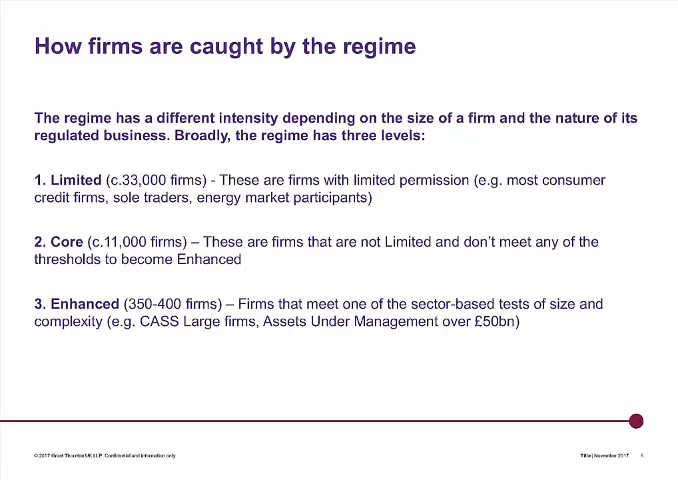 How firms are caught by the regime
The regime has a different intensity depending on the size of a firm and the nature of its
regulated business. Broadly, the regime has three levels:
1. Limited (c.33,000 firms) - These are firms with limited permission (e.g. most consumer
credit firms, sole traders, energy market participants)
2. Core (c.11,000 firms) – These are firms that are not Limited and don't meet any of the
thresholds to become Enhanced
3. Enhanced (350-400 firms) – Firms that meet one of the sector-based tests of size and
complexity (e.g. CASS Large firms, Assets Under Management over £50bn)
© 2017 Grant Thornton UK LLP. Confidential and information only.
Title | November 2017